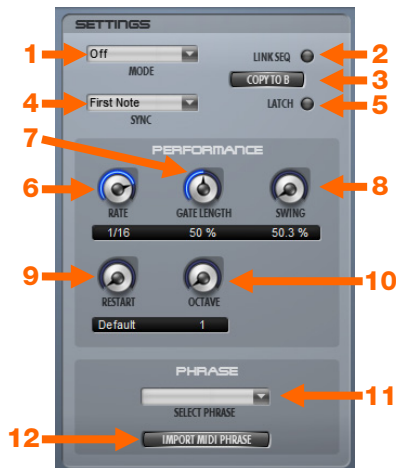 SETTINGS
1 Off LINK SEQ 2
MODE COPY TO B 3
4 First Note LATCH 5
SYNC
7
PERFORMANCE
6 8
RATE GATE LENGTH SWING
1/16 50 % 50.3 %
9 10
RESTART OCTAVE
Default 1
PHRASE
11
SELECT PHRASE
12 IMPORT MIDI PHRASE